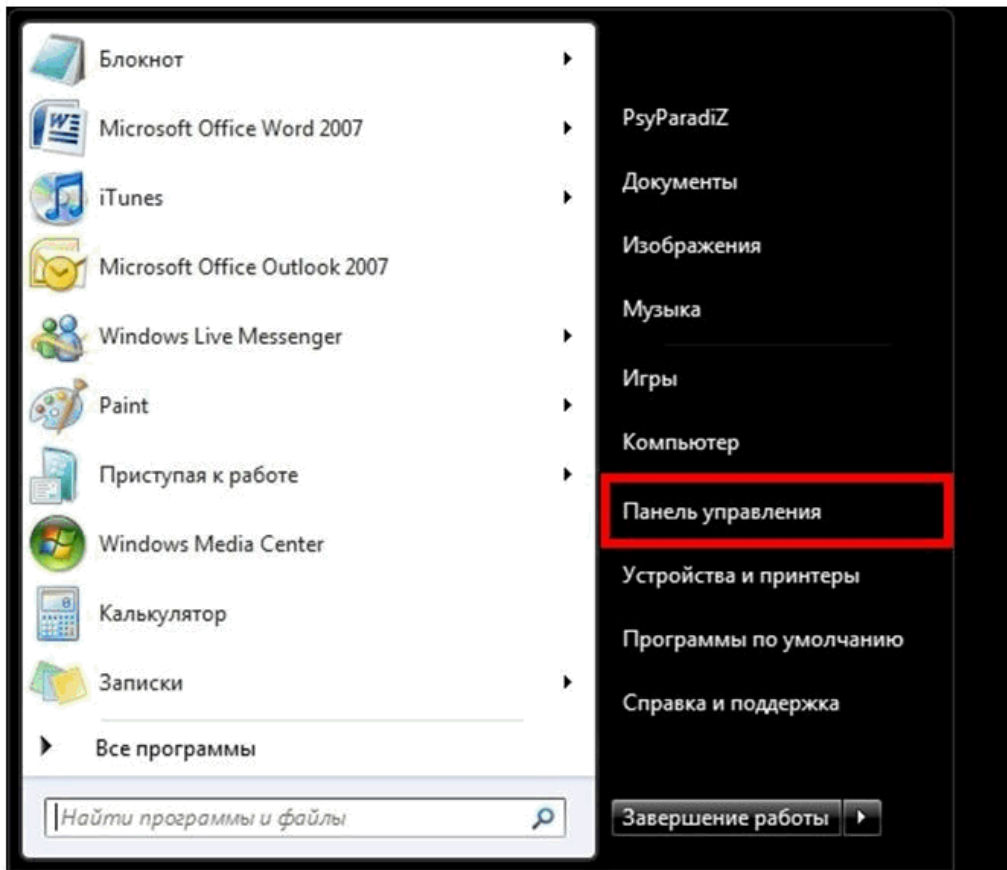 Блокнот
Microsoft Office Word 2007
iTunes
Microsoft Office Outlook 2007
Windows Live Messenger
Paint
Приступая к работе
Windows Media Center
Калькулятор
Записки
Все программы
Найти программы и файлы
PsyParadiZ
Документы
Изображения
Музыка
Игры
Компьютер
Панель управления
Устройства и принтеры
Программы по умолчанию
Справка и поддержка
Завершение работы